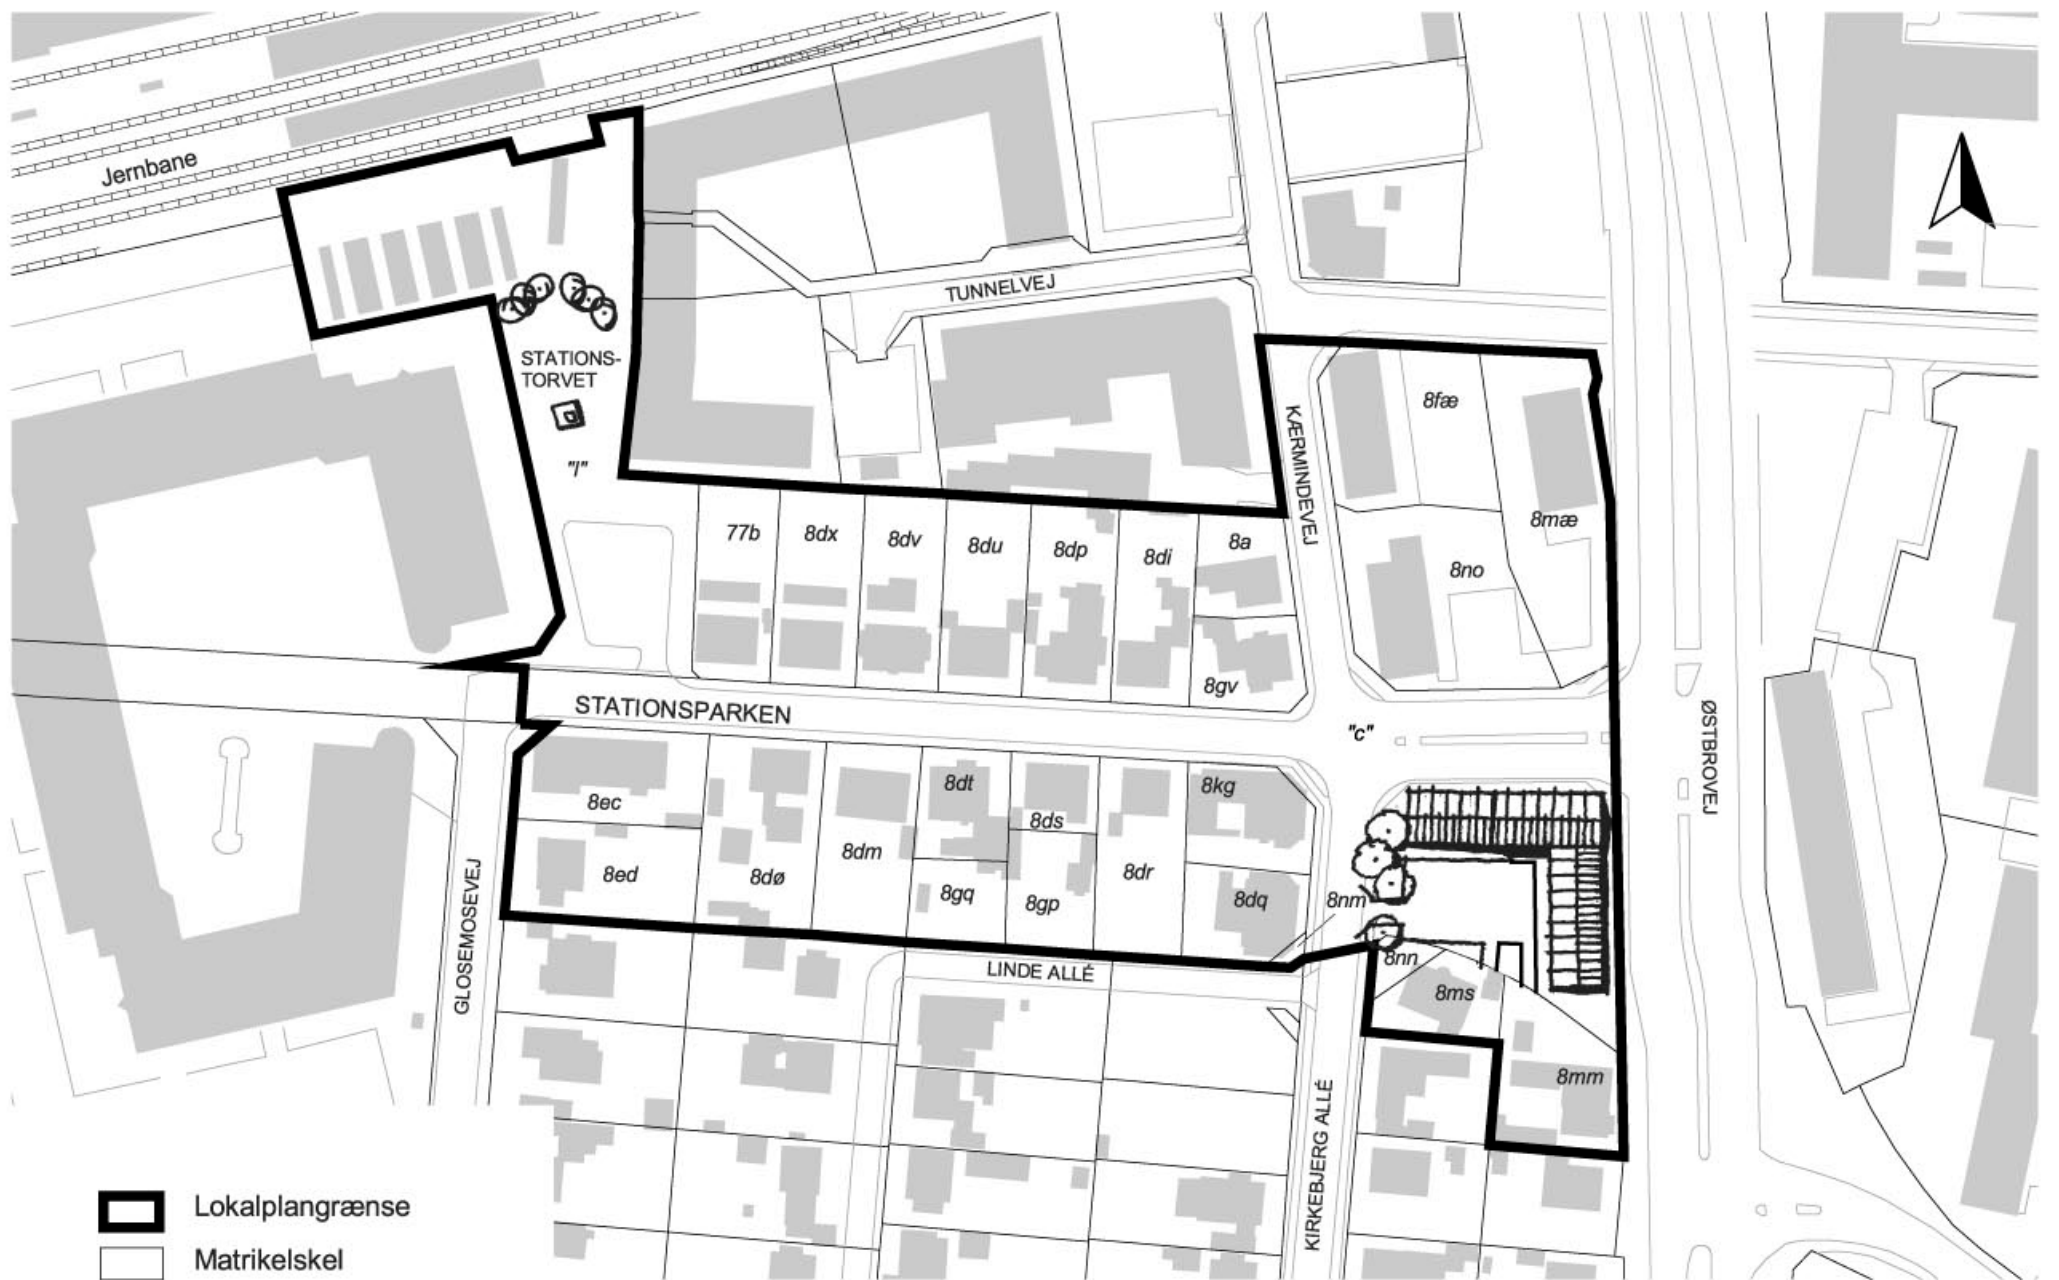 Jernbane
TUNNELVEJ
STATIONS-
TORVET
"l"
KÆRMINDEVEJ
8fæ
8mæ
8no
77b
8dx
8dv
8du
8dp
8di
8a
8gv
STATIONSPARKEN
"c"
ØSTBROVEJ
8ec
8ed
8dø
8dm
8dt
8gq
8ds
8gp
8dr
8kg
8dq
8nm
8nn
8ms
8mm
GLOSEMOSEVEJ
LINDE ALLÉ
KIRKEBJERG ALLÉ
Lokalplangrænse
Matrikelskel